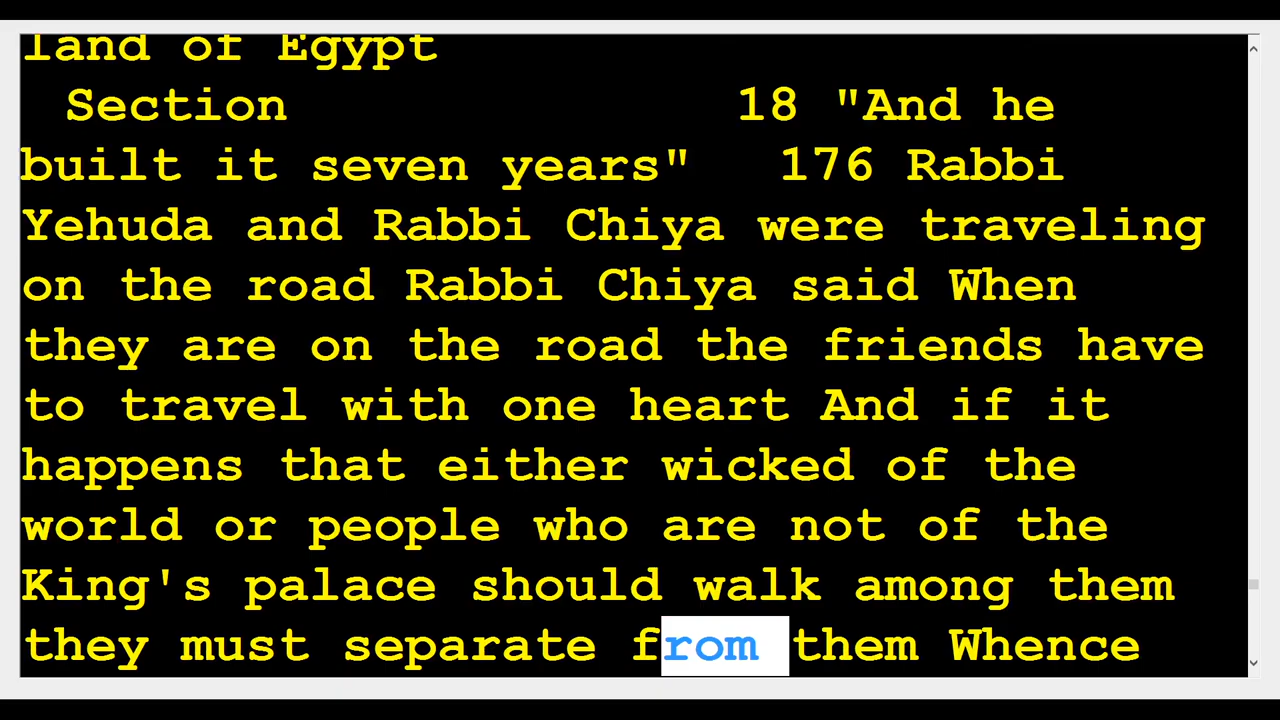 land of Egypt
Section 18 "And he
built it seven years" 176 Rabbi
Yehuda and Rabbi Chiya were traveling
on the road Rabbi Chiya said When
they are on the road the friends have
to travel with one heart And if it
happens that either wicked of the
world or people who are not of the
King's palace should walk among them
they must separate from them Whence